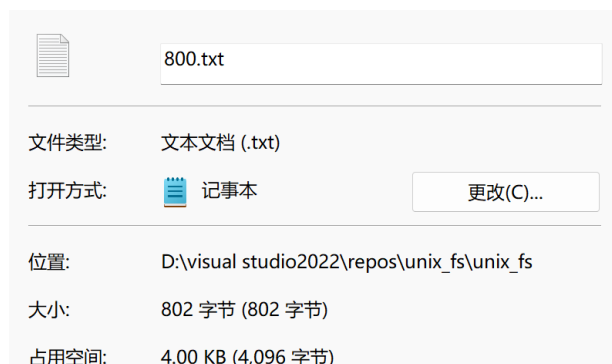 800.txt
文件类型: 文本文档 (.txt)
打开方式: 记事本 更改(C)...
位置: D:\visual studio2022\repos\unix_fs\unix_fs
大小: 802 字节 (802 字节)
占用空间: 4.00 KB (4,096 字节)